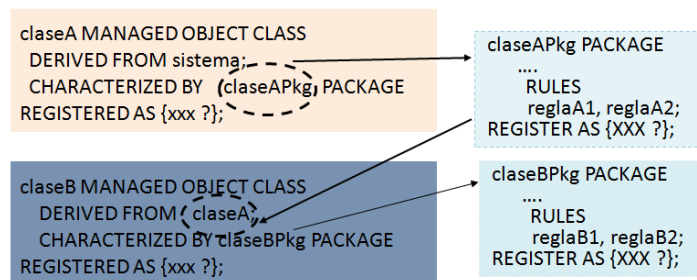 claseA MANAGED OBJECT CLASS
DERIVED FROM sistema;
CHARACTERIZED BY claseAPkg PACKAGE
REGISTERED AS {xxx ?};
claseAPkg PACKAGE
....
RULES
reglaA1, reglaA2;
REGISTER AS {XXX ?};
claseB MANAGED OBJECT CLASS
DERIVED FROM claseA;
CHARACTERIZED BY claseBPkg PACKAGE
REGISTERED AS {xxx ?};
claseBPkg PACKAGE
....
RULES
reglaB1, reglaB2;
REGISTER AS {XXX ?};